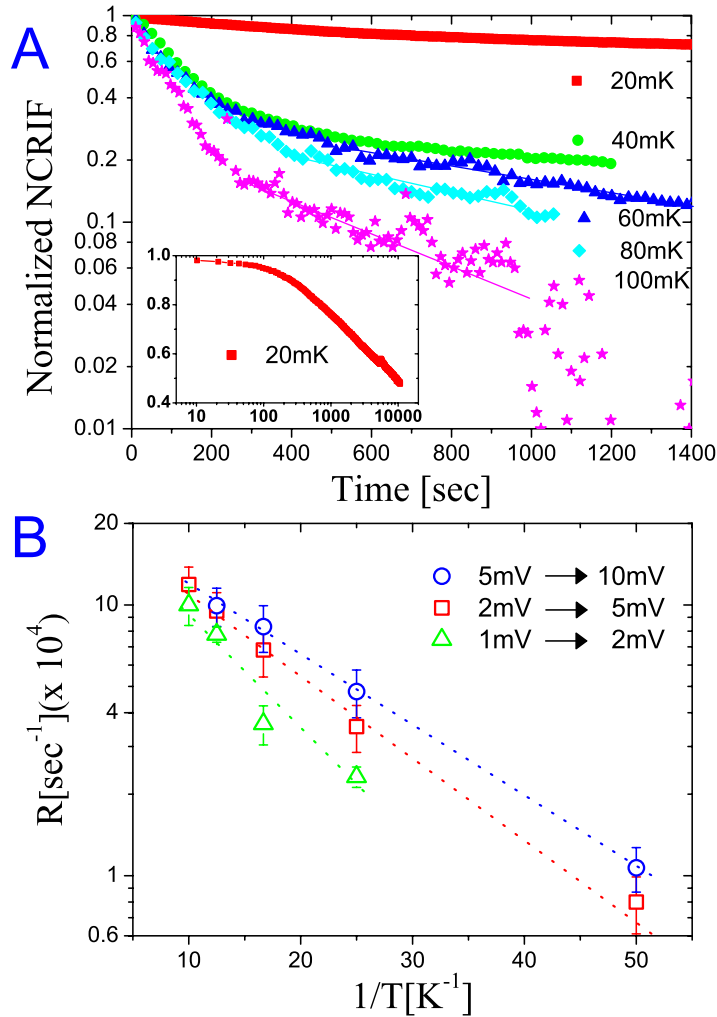 A
1
0.8
0.6
0.4
0.2
0.1
0.08
0.06
0.04
0.02
0.01
Normalized NCRIF
20mK
40mK
60mK
80mK
100mK
1.0
0.8
0.6
0.4
20mK
10 100 1000 10000
0 200 400 600 800 1000 1200 1400
Time [sec]
B
20
10
4
1
0.6
R[sec⁻¹](x 10⁴)
5mV → 10mV
2mV → 5mV
1mV → 2mV
10 20 30 40 50
1/T[K⁻¹]